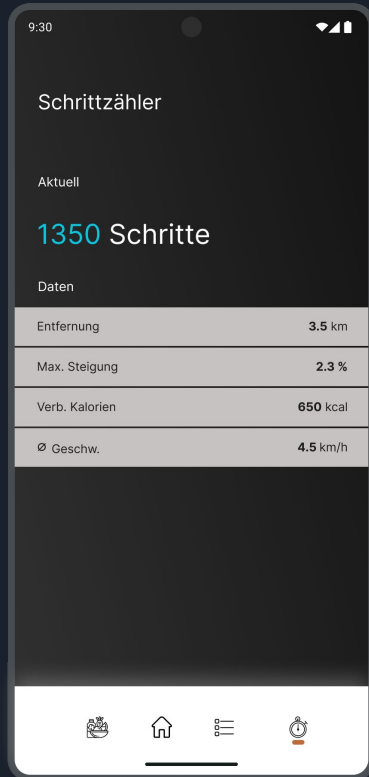 9:30
Schrittzähler
Aktuell
1350 Schritte
Daten
Entfernung 3.5 km
Max. Steigung 2.3 %
Verb. Kalorien 650 kcal
⌀ Geschw. 4.5 km/h